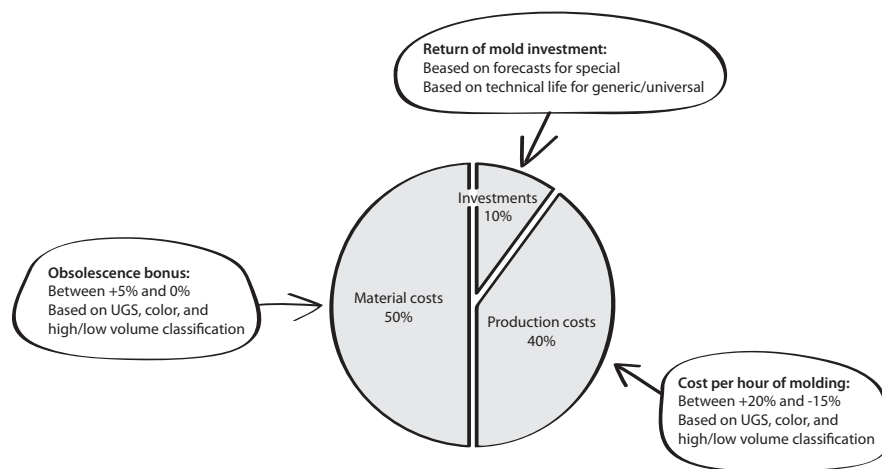 Return of mold investment:
Beased on forecasts for special
Based on technical life for generic/universal
Investments
10%
Obsolescence bonus:
Between +5% and 0%
Based on UGS, color, and
high/low volume classification
Material costs
50%
Production costs
40%
Cost per hour of molding:
Between +20% and -15%
Based on UGS, color, and
high/low volume classification